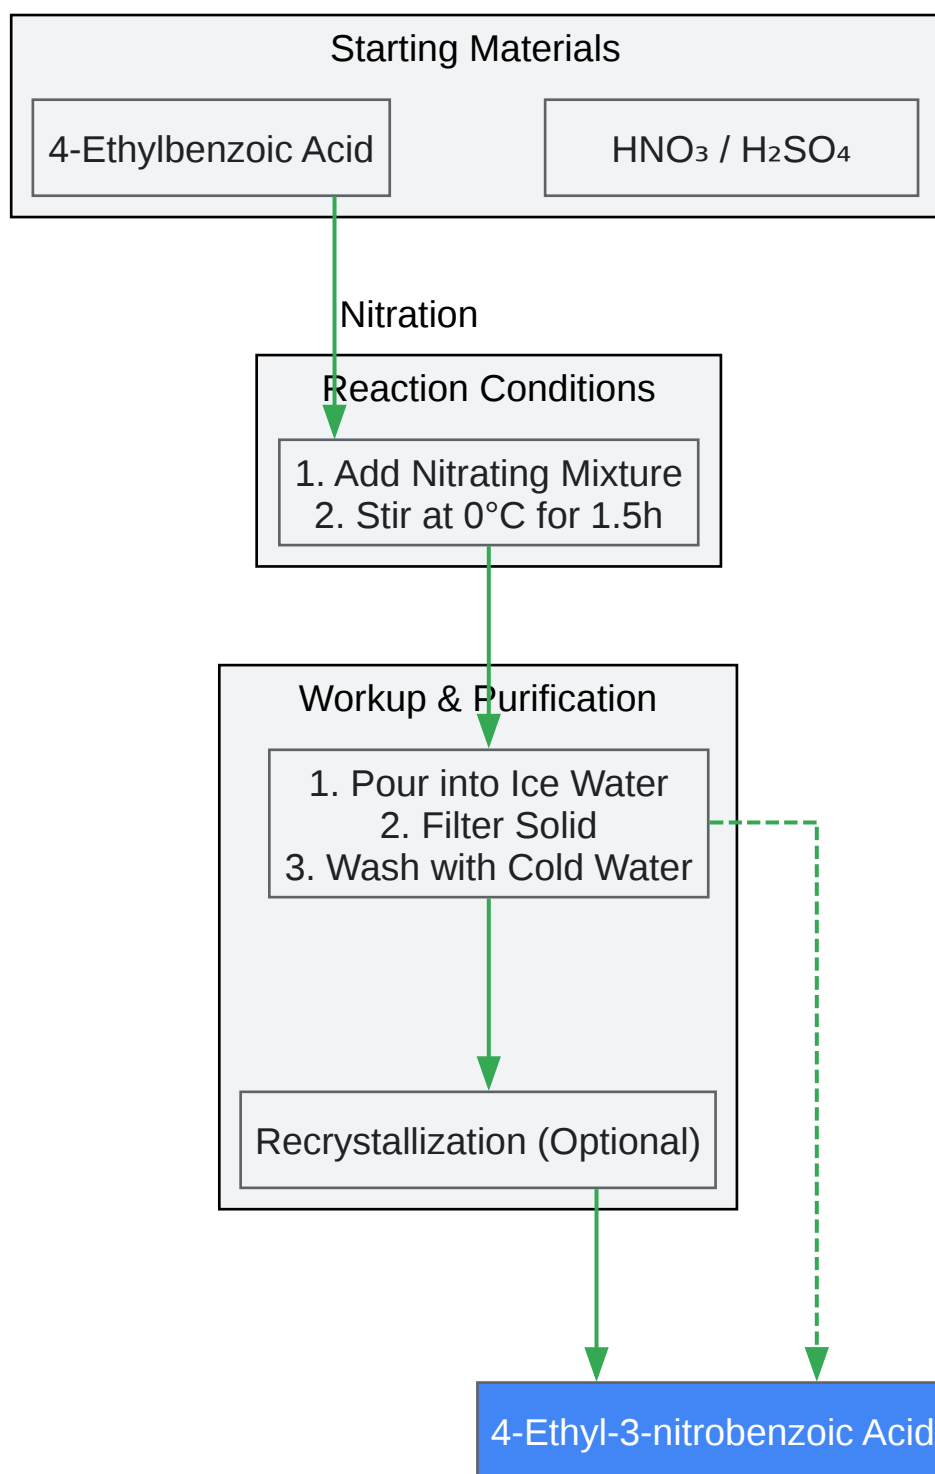 Starting Materials
4-Ethylbenzoic Acid
HNO₃ / H₂SO₄
Nitration
Reaction Conditions
1. Add Nitrating Mixture
2. Stir at 0°C for 1.5h
Workup & Purification
1. Pour into Ice Water
2. Filter Solid
3. Wash with Cold Water
Recrystallization (Optional)
4-Ethyl-3-nitrobenzoic Acid